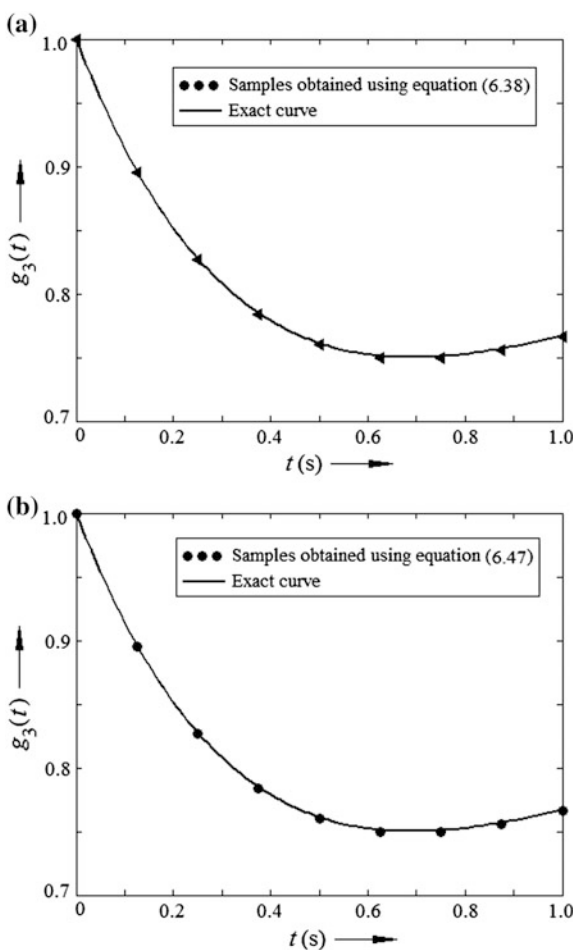 (a)
1.0
0.9
0.8
0.7
g3(t)
Samples obtained using equation (6.38)
Exact curve
0 0.2 0.4 0.6 0.8 1.0
t (s)
(b)
1.0
0.9
0.8
0.7
g3(t)
Samples obtained using equation (6.47)
Exact curve
0 0.2 0.4 0.6 0.8 1.0
t (s)